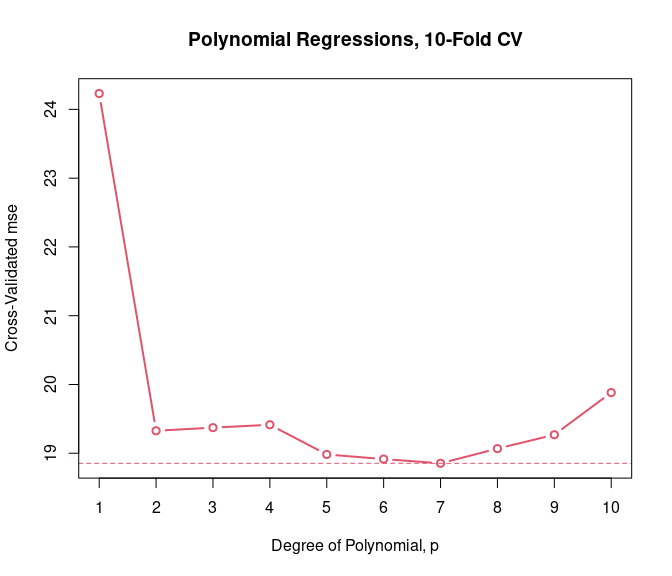 Polynomial Regressions, 10-Fold CV
24
23
22
21
20
19
Cross-Validated mse
1 2 3 4 5 6 7 8 9 10
Degree of Polynomial, p